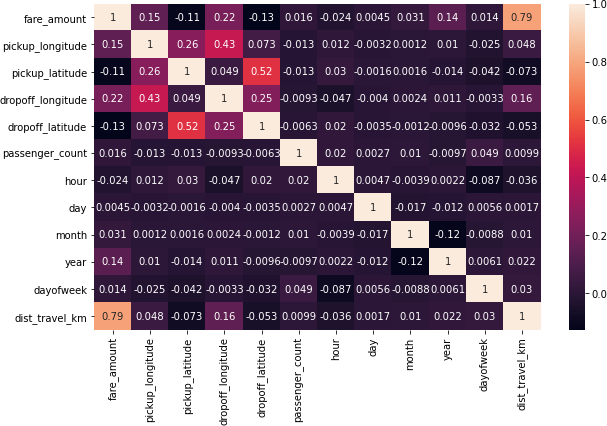 fare_amount 1 0.15 -0.11 0.22 -0.13 0.016 -0.024 0.0045 0.031 0.14 0.014 0.79
pickup_longitude 0.15 1 0.26 0.43 0.073 -0.013 0.012 -0.0032 0.0012 0.01 -0.025 0.048
pickup_latitude -0.11 0.26 1 0.049 0.52 -0.013 0.03 -0.0016 0.0016 -0.014 -0.042 -0.073
dropoff_longitude 0.22 0.43 0.049 1 0.25 -0.0093 -0.047 -0.004 0.0024 0.011 -0.0033 0.16
dropoff_latitude -0.13 0.073 0.52 0.25 1 -0.0063 0.02 -0.0035 -0.0012 -0.0096 -0.032 -0.053
passenger_count 0.016 -0.013 -0.013 -0.0093 -0.0063 1 0.02 0.0027 0.01 -0.0097 0.049 0.0099
hour -0.024 0.012 0.03 -0.047 0.02 0.02 1 0.0047 -0.0039 0.0022 -0.087 -0.036
day 0.0045 -0.0032 -0.0016 -0.004 -0.0035 0.0027 0.0047 1 -0.017 -0.012 0.0056 0.0017
month 0.031 0.0012 0.0016 0.0024 -0.0012 0.01 -0.0039 -0.017 1 -0.12 -0.0088 0.01
year 0.14 0.01 -0.014 0.011 -0.0096 -0.0097 0.0022 -0.012 -0.12 1 0.0061 0.022
dayofweek 0.014 -0.025 -0.042 -0.0033 -0.032 0.049 -0.087 0.0056 -0.0088 0.0061 1 0.03
dist_travel_km 0.79 0.048 -0.073 0.16 -0.053 0.0099 -0.036 0.0017 0.01 0.022 0.03 1
fare_amount
pickup_longitude
pickup_latitude
dropoff_longitude
dropoff_latitude
passenger_count
hour
day
month
year
dayofweek
dist_travel_km
1.0
0.8
0.6
0.4
0.2
0.0